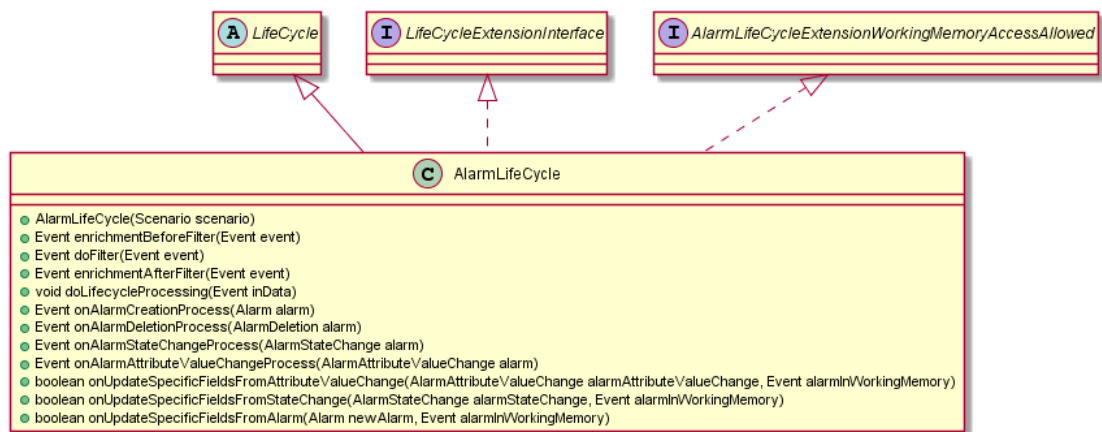 A LifeCycle
I LifeCycleExtensionInterface
I AlarmLifeCycleExtensionWorkingMemoryAccessAllowed
C AlarmLifeCycle
AlarmLifeCycle(Scenario scenario)
Event enrichmentBeforeFilter(Event event)
Event doFilter(Event event)
Event enrichmentAfterFilter(Event event)
void doLifecycleProcessing(Event inData)
Event onAlarmCreationProcess(Alarm alarm)
Event onAlarmDeletionProcess(AlarmDeletion alarm)
Event onAlarmStateChangeProcess(AlarmStateChange alarm)
Event onAlarmAttributeValueChangeProcess(AlarmAttributeValueChange alarm)
boolean onUpdateSpecificFieldsFromAttributeValueChange(AlarmAttributeValueChange alarmAttributeValueChange, Event alarmInWorkingMemory)
boolean onUpdateSpecificFieldsFromStateChange(AlarmStateChange alarmStateChange, Event alarmInWorkingMemory)
boolean onUpdateSpecificFieldsFromAlarm(Alarm newAlarm, Event alarmInWorkingMemory)